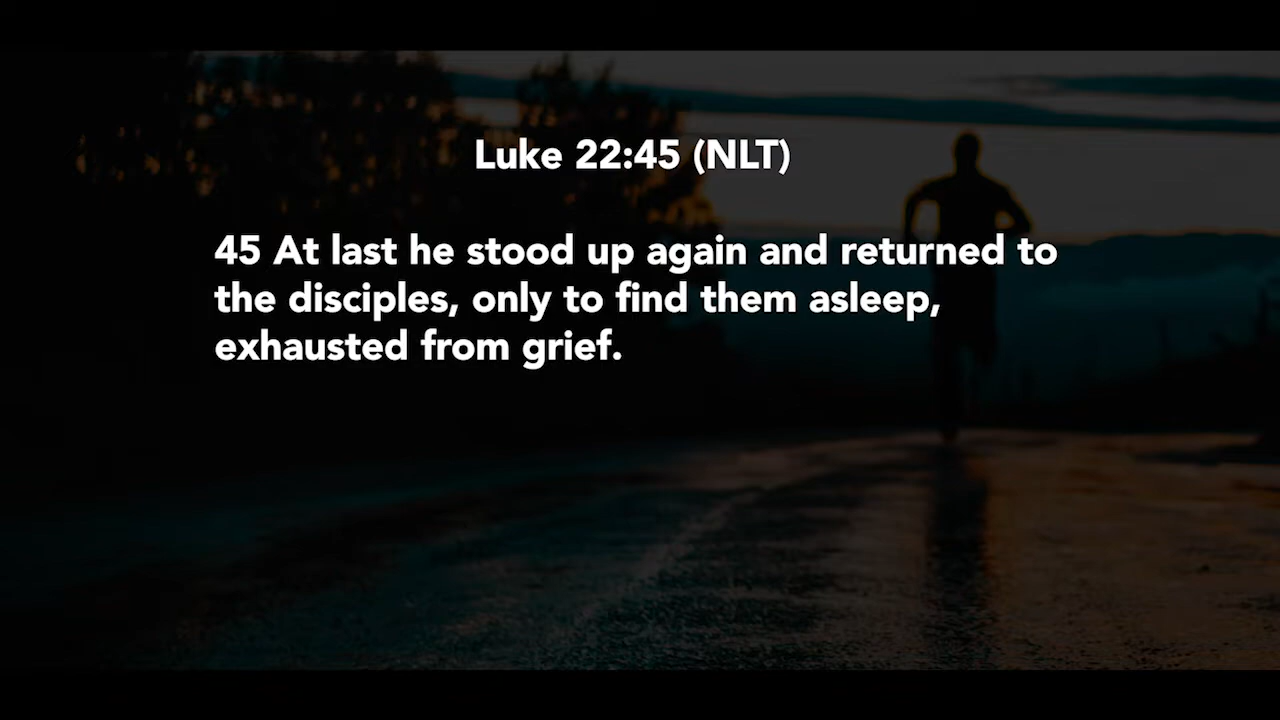 Luke 22:45 (NLT)
45 At last he stood up again and returned to
the disciples, only to find them asleep,
exhausted from grief.